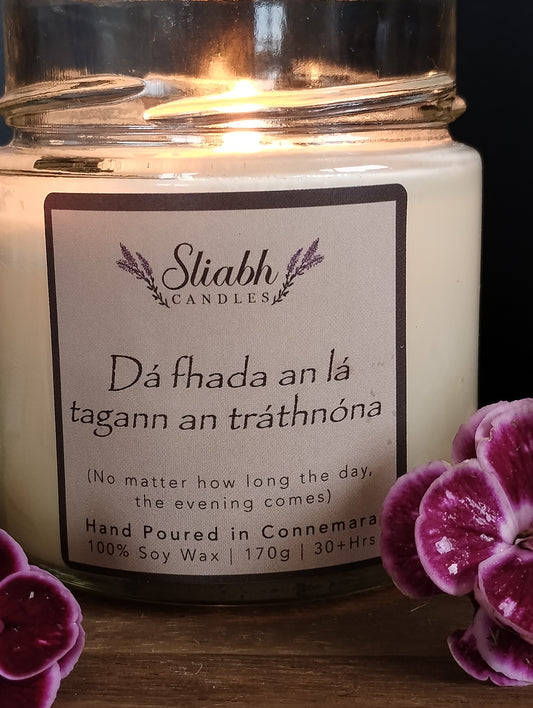 Sliabh
CANDLES
Dá fhada an lá
tagann an tráthnóna
(No matter how long the day,
the evening comes)
Hand Poured in Connemara
100% Soy Wax | 170g | 30+Hrs